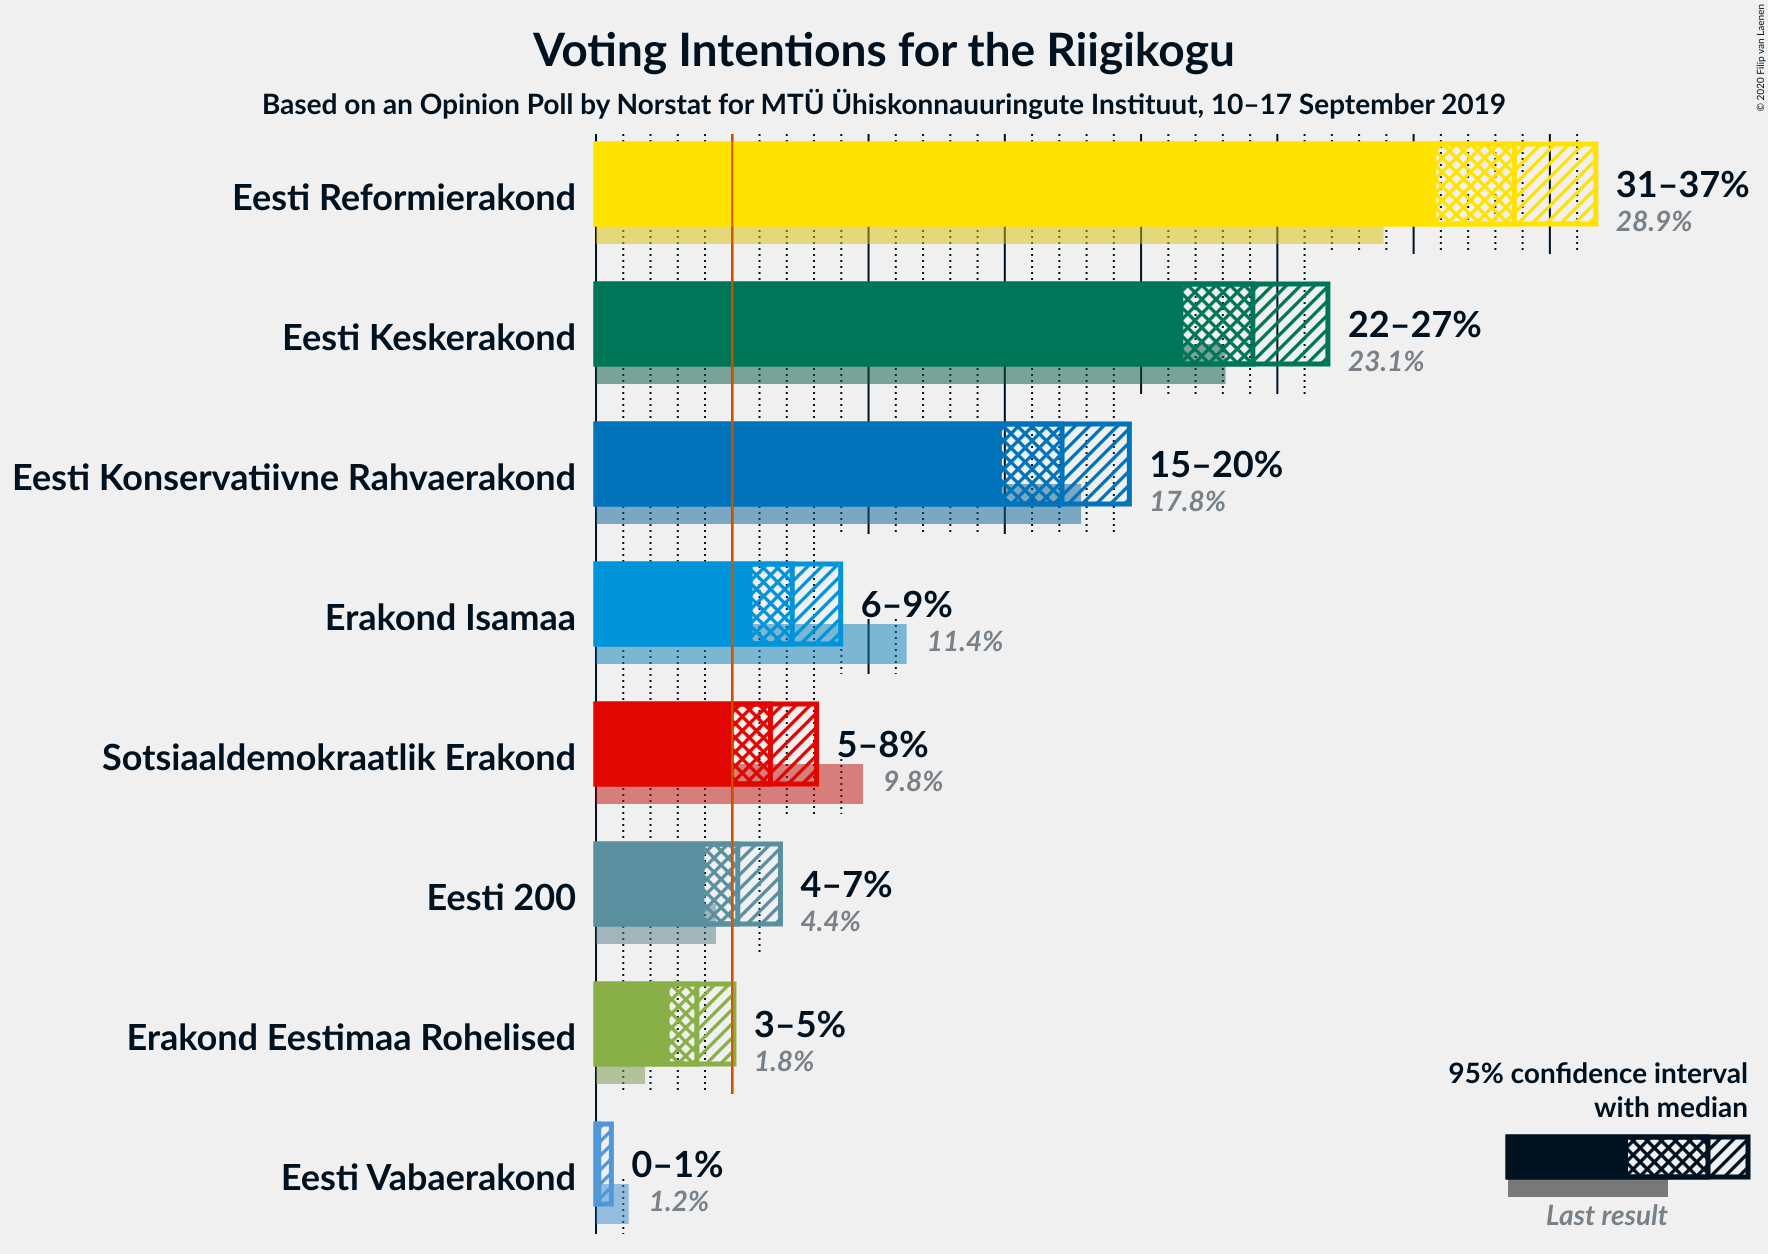 Voting Intentions for the Riigikogu
Based on an Opinion Poll by Norstat for MTÜ Ühiskonnauuringute Instituut, 10–17 September 2019
© 2020 Filip van Laenen
Eesti Reformierakond
31–37%
28.9%
Eesti Keskerakond
22–27%
23.1%
Eesti Konservatiivne Rahvaerakond
15–20%
17.8%
Erakond Isamaa
6–9%
11.4%
Sotsiaaldemokraatlik Erakond
5–8%
9.8%
Eesti 200
4–7%
4.4%
Erakond Eestimaa Rohelised
3–5%
1.8%
Eesti Vabaerakond
0–1%
1.2%
95% confidence interval
with median
Last result